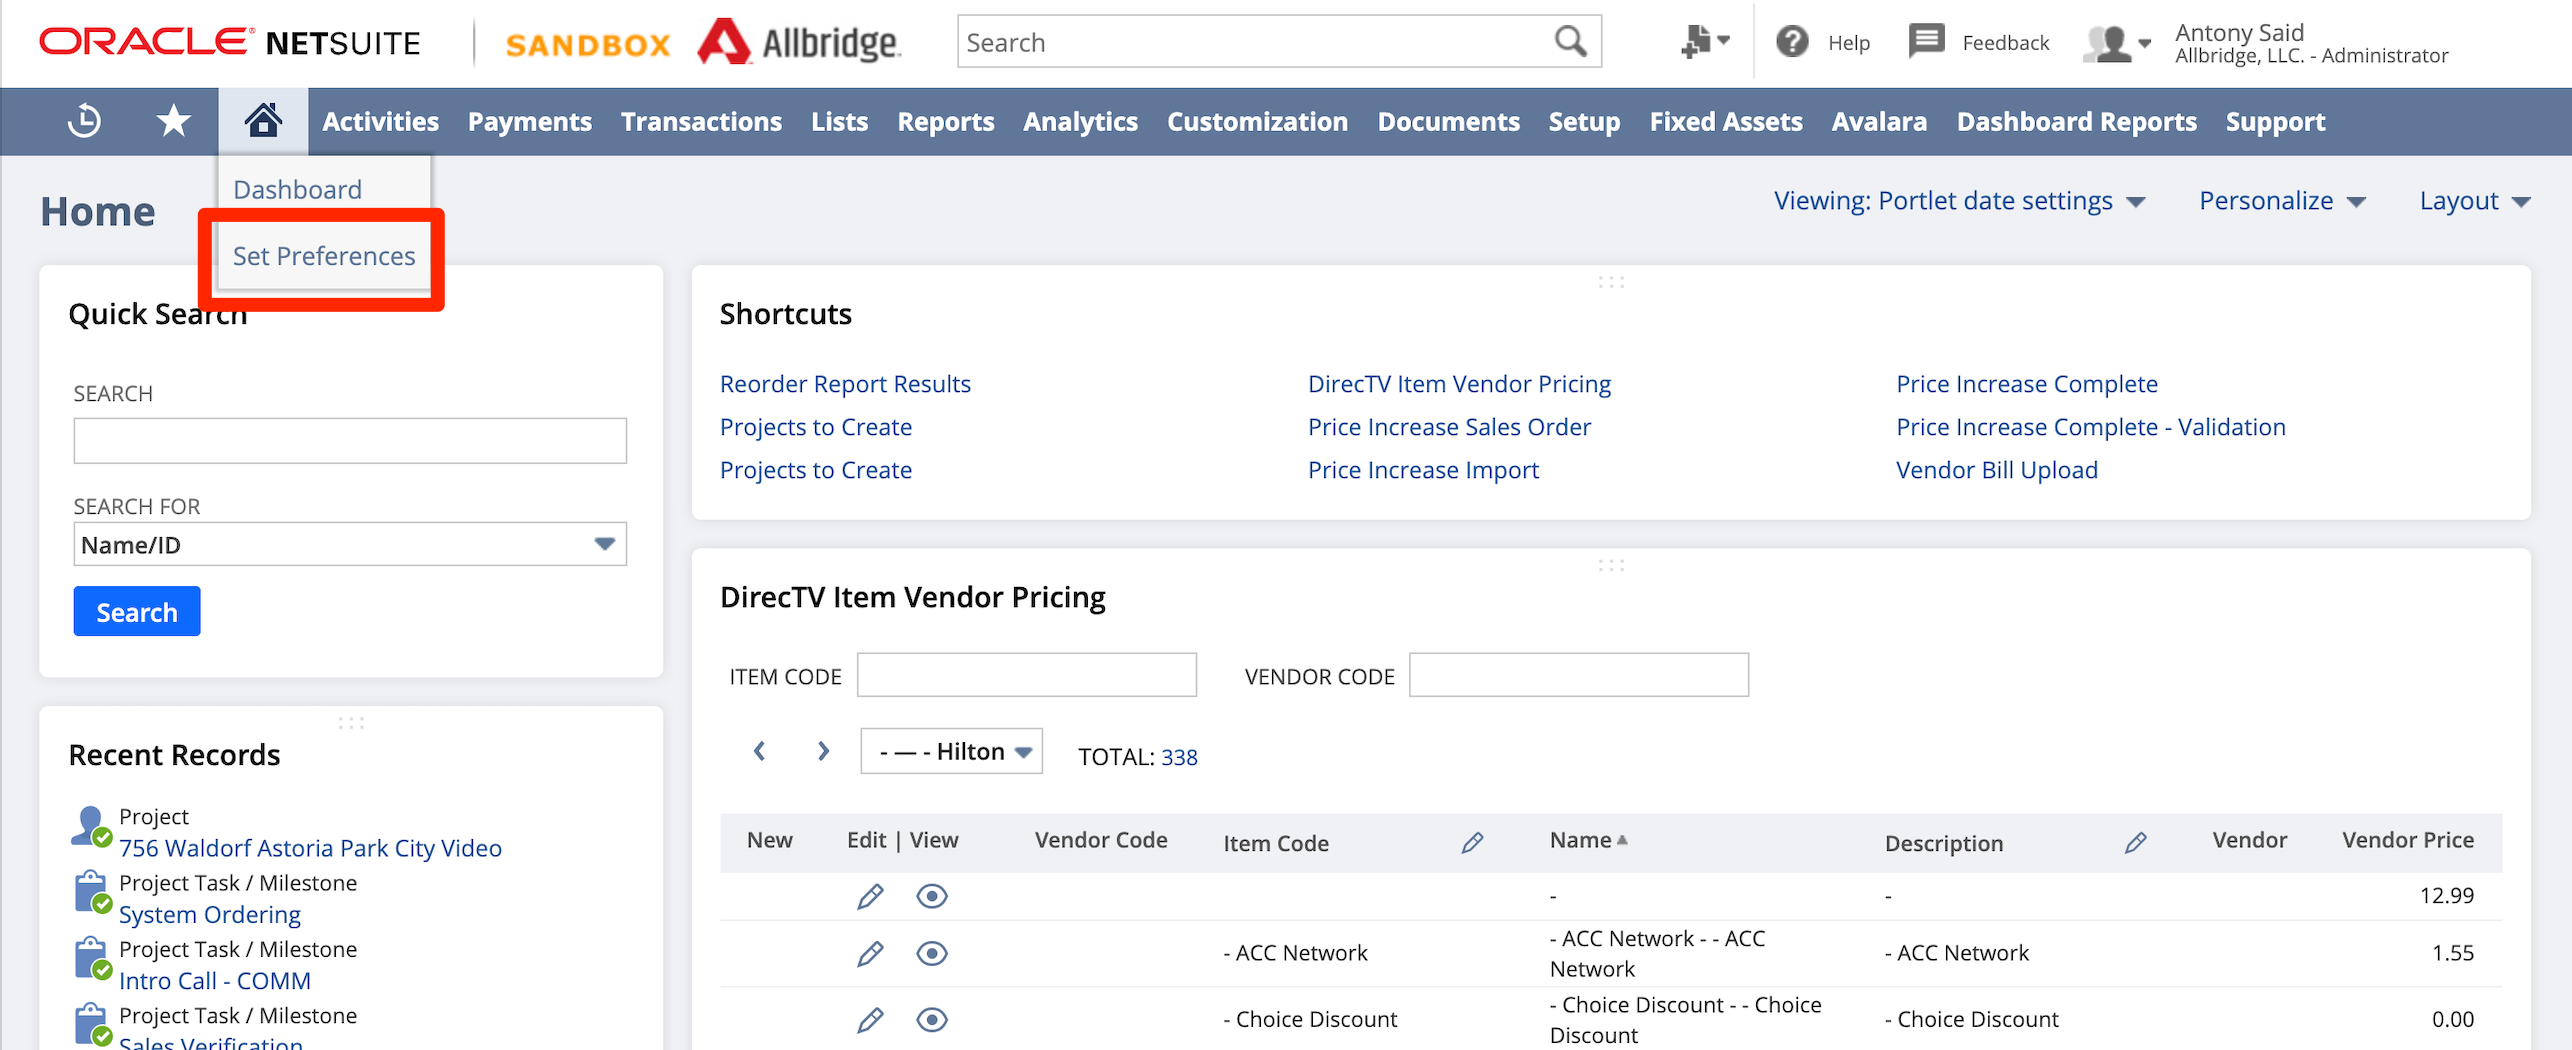 ORACLE NETSUITE
SANDBOX
Allbridge.
Search
Help
Feedback
Antony Said
Allbridge, LLC. - Administrator
Activities
Payments
Transactions
Lists
Reports
Analytics
Customization
Documents
Setup
Fixed Assets
Avalara
Dashboard Reports
Support
Dashboard
Set Preferences
Home
Viewing: Portlet date settings
Personalize
Layout
Quick Search
SEARCH
SEARCH FOR
Name/ID
Search
Recent Records
Project
756 Waldorf Astoria Park City Video
Project Task / Milestone
System Ordering
Project Task / Milestone
Intro Call - COMM
Project Task / Milestone
Sales Verification
Shortcuts
Reorder Report Results
DirecTV Item Vendor Pricing
Price Increase Complete
Projects to Create
Price Increase Sales Order
Price Increase Complete - Validation
Projects to Create
Price Increase Import
Vendor Bill Upload
DirecTV Item Vendor Pricing
ITEM CODE
VENDOR CODE
- — - Hilton
TOTAL: 338
New
Edit | View
Vendor Code
Item Code
Name
Description
Vendor
Vendor Price
-
-
12.99
- ACC Network
- ACC Network - - ACC
Network
- ACC Network
1.55
- Choice Discount
- Choice Discount - - Choice
Discount
- Choice Discount
0.00